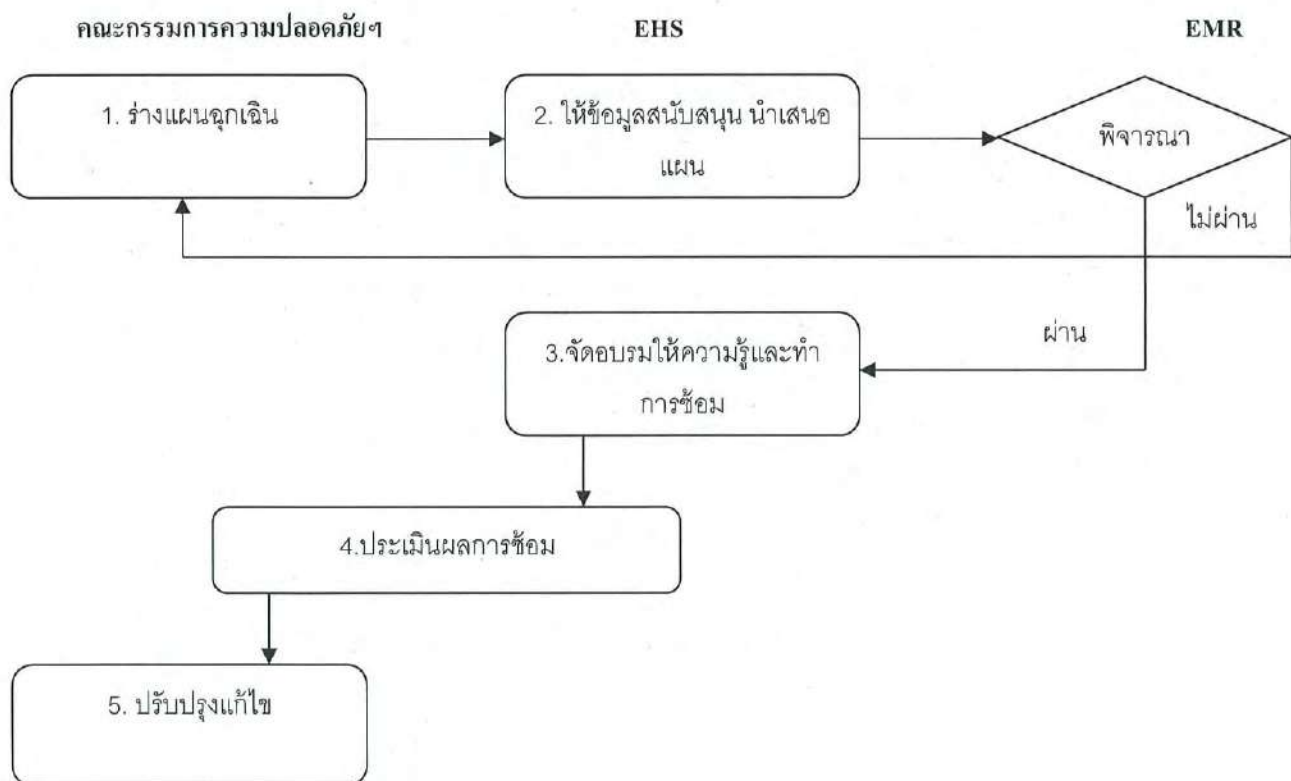 คณะกรรมการความปลอดภัยฯ
EHS
EMR
1. ร่างแผนฉุกเฉิน
2. ให้ข้อมูลสนับสนุน นำเสนอ
แผน
พิจารณา
ไม่ผ่าน
ผ่าน
3.จัดอบรมให้ความรู้และทำ
การซ้อม
4.ประเมินผลการซ้อม
5. ปรับปรุงแก้ไข